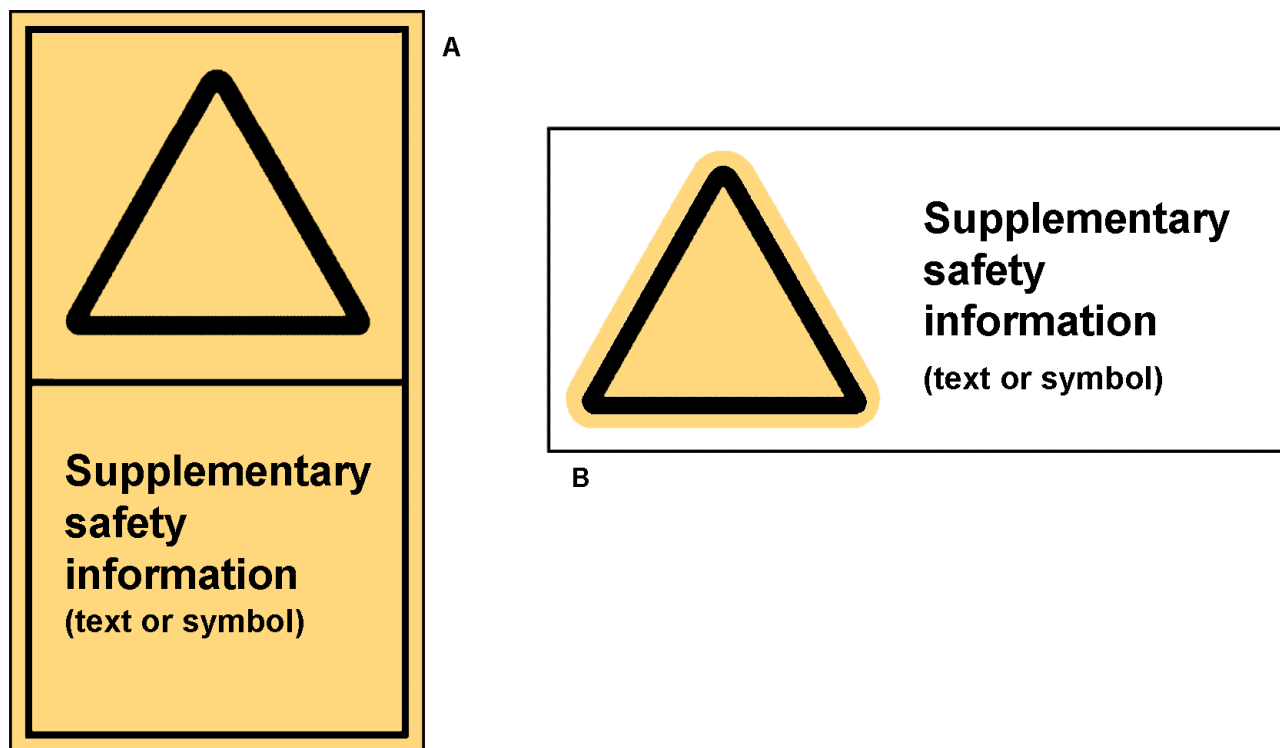 A
Supplementary
safety
information
(text or symbol)
Supplementary
safety
information
(text or symbol)
B